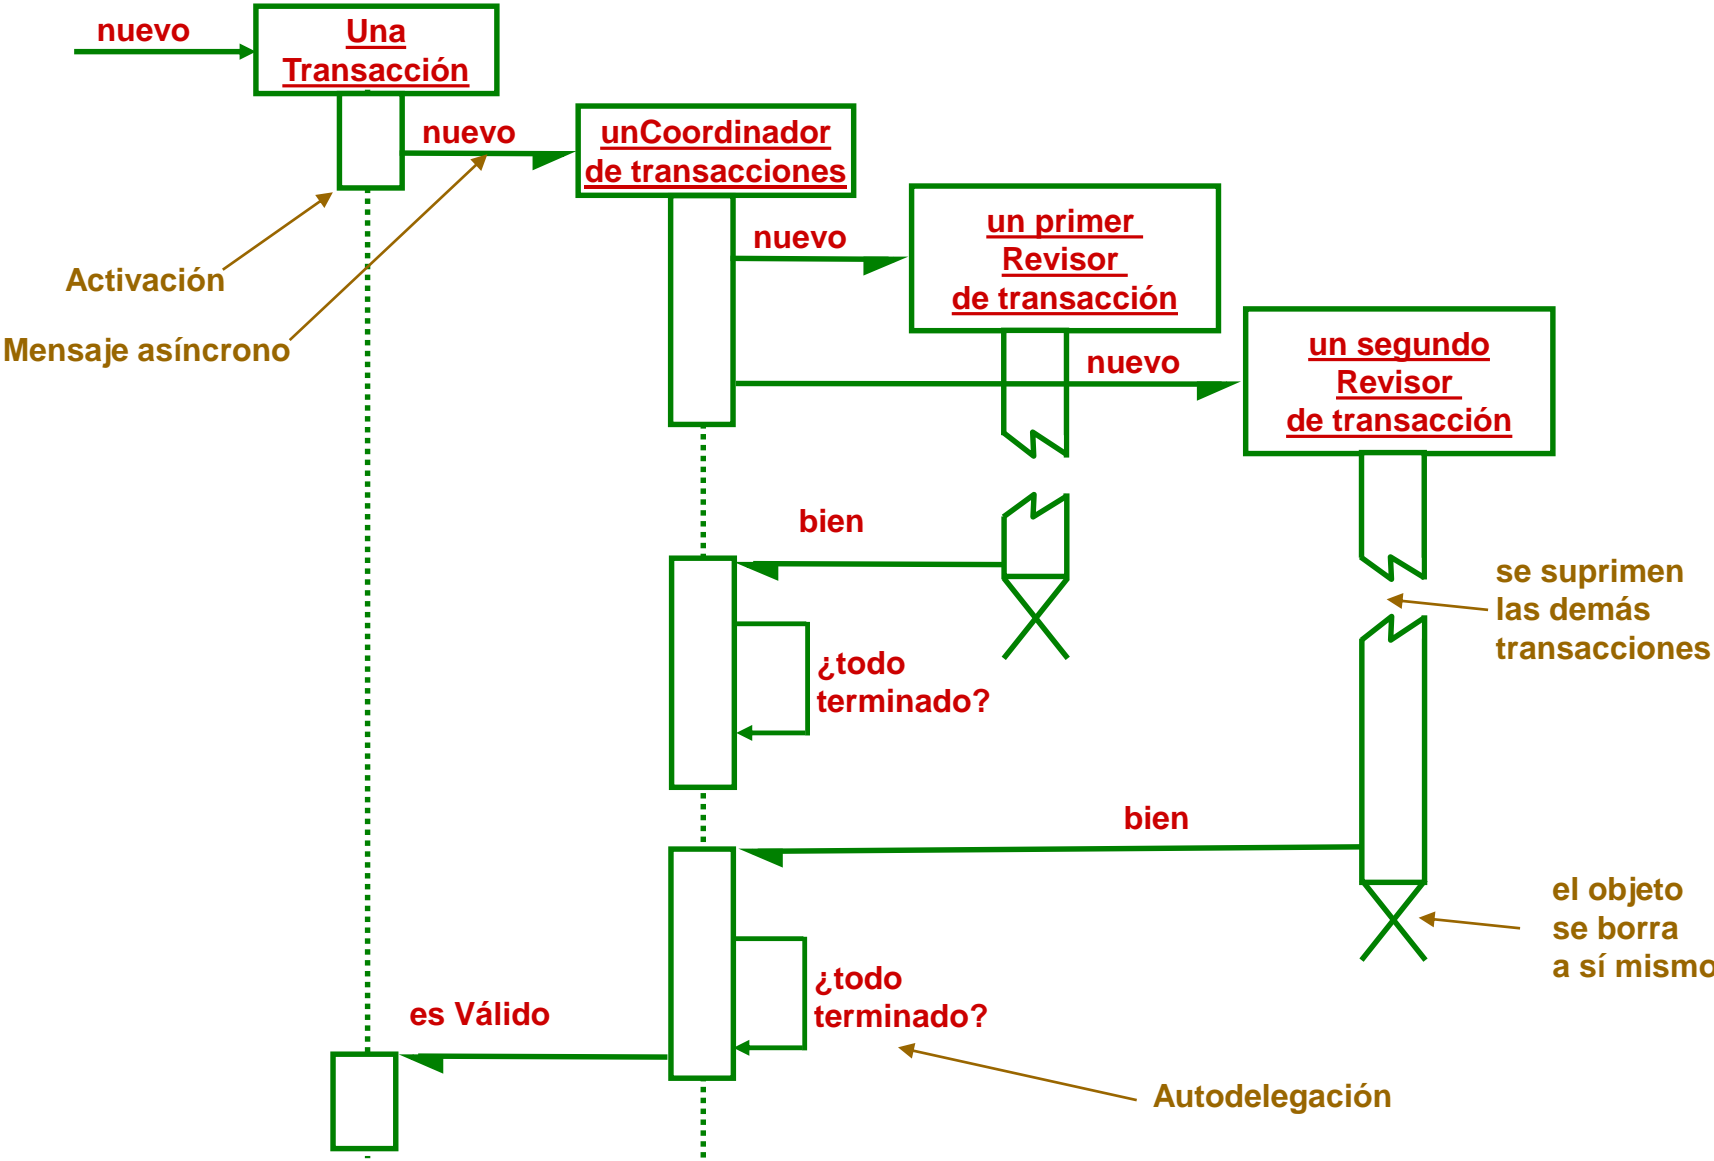 nuevo
Una
Transacción
nuevo
unCoordinador
de transacciones
nuevo
un primer
Revisor
de transacción
Activación
Mensaje asíncrono
nuevo
un segundo
Revisor
de transacción
bien
se suprimen
las demás
transacciones
¿todo
terminado?
bien
el objeto
se borra
a sí mismo
¿todo
terminado?
es Válido
Autodelegación